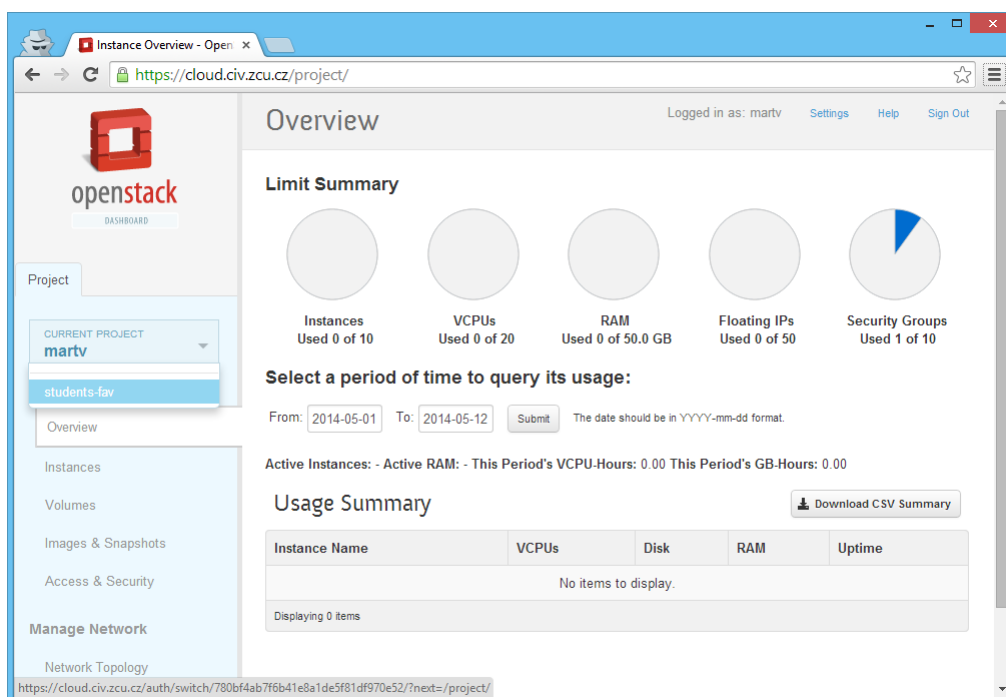 Instance Overview - Open
https://cloud.civ.zcu.cz/project/
openstack
DASHBOARD
Project
CURRENT PROJECT
martv
students-fav
Overview
Instances
Volumes
Images & Snapshots
Access & Security
Manage Network
Network Topology
Overview
Logged in as: martv Settings Help Sign Out
Limit Summary
Instances VCPUs RAM Floating IPs Security Groups
Used 0 of 10 Used 0 of 20 Used 0 of 50.0 GB Used 0 of 50 Used 1 of 10
Select a period of time to query its usage:
From: 2014-05-01 To: 2014-05-12 Submit The date should be in YYYY-mm-dd format.
Active Instances: - Active RAM: - This Period's VCPU-Hours: 0.00 This Period's GB-Hours: 0.00
Usage Summary Download CSV Summary
Instance Name VCPUs Disk RAM Uptime
No items to display.
Displaying 0 items
https://cloud.civ.zcu.cz/auth/switch/780bf4ab7f6b41e8a1de5f81df970e52/?next=/project/